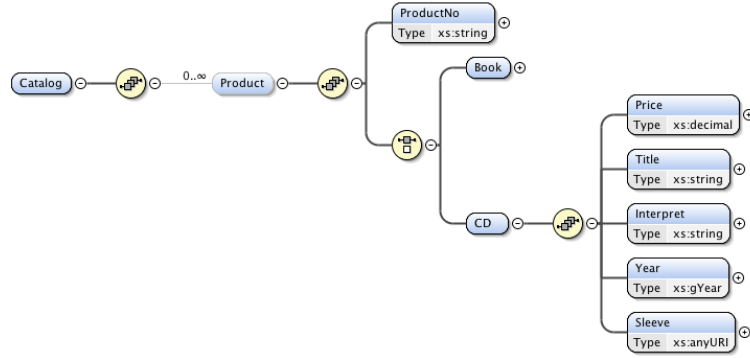 ProductNo
Type xs:string
Catalog
0..∞
Product
Book
CD
Price
Type xs:decimal
Title
Type xs:string
Interpret
Type xs:string
Year
Type xs:gYear
Sleeve
Type xs:anyURI